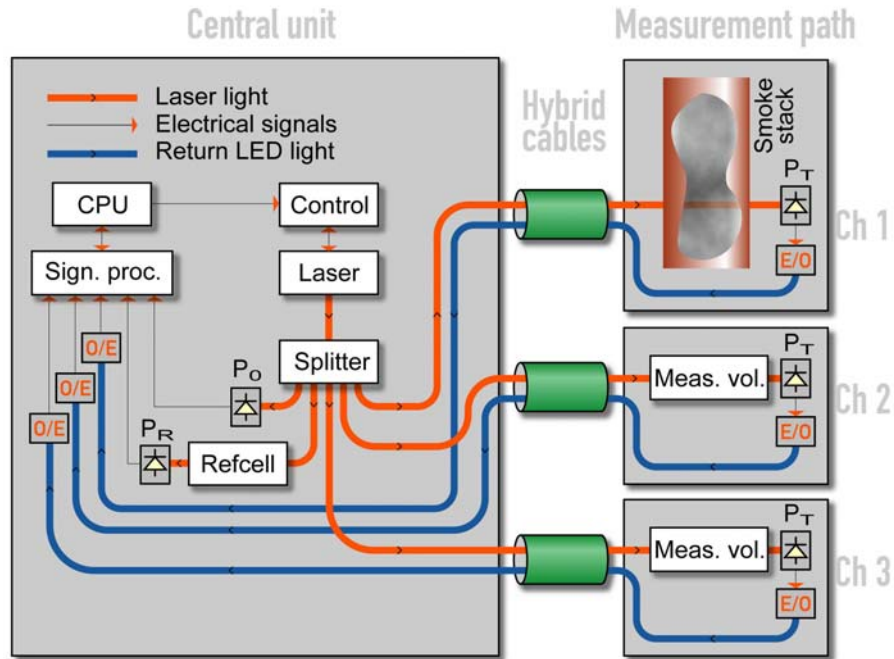 Central unit
Measurement path
Laser light
Electrical signals
Return LED light
Hybrid
cables
Smoke
stack
CPU
Control
Sign. proc.
Laser
Splitter
O/E
O/E
O/E
PO
PR
Refcell
PT
E/O
Ch 1
Meas. vol.
PT
E/O
Ch 2
Meas. vol.
PT
E/O
Ch 3